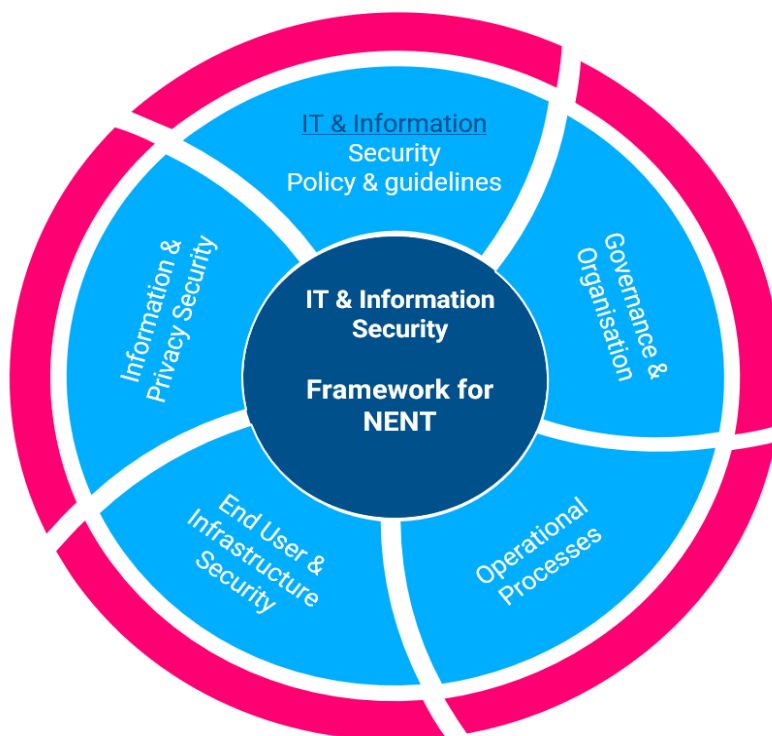 IT & Information
Security
Policy & guidelines
Governance &
Organisation
Operational
Processes
End User &
Infrastructure
Security
Information &
Privacy Security
IT & Information
Security
Framework for
NENT